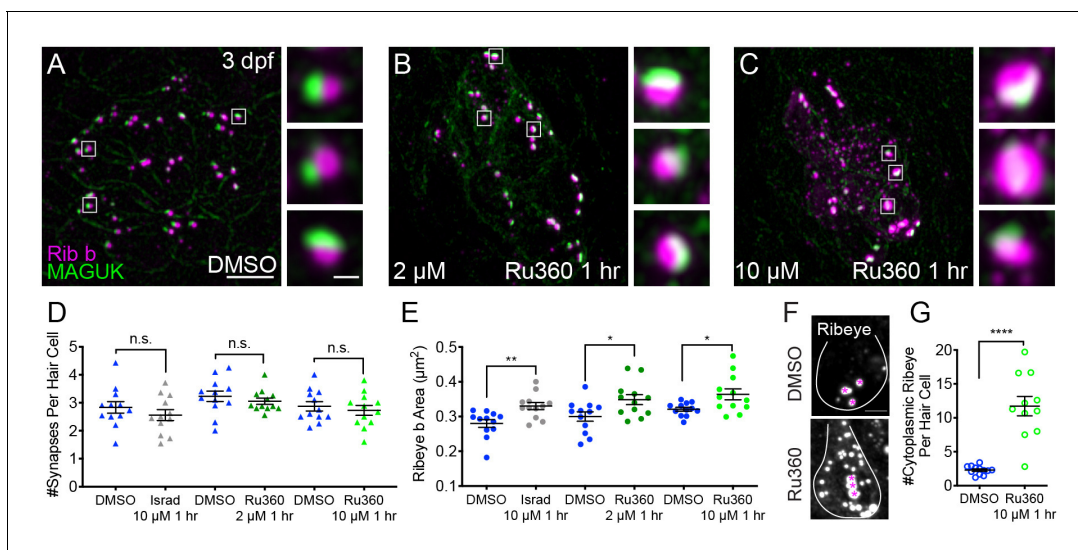 A
3 dpf
Rib b
MAGUK
DMSO
B
2 μM
Ru360 1 hr
C
10 μM
Ru360 1 hr
D
#Synapses Per Hair Cell
5
4
3
2
1
0
n.s.
n.s.
n.s.
DMSO Israd DMSO Ru360 DMSO Ru360
10 μM 1 hr 2 μM 1 hr 10 μM 1 hr
E
Ribeye b Area (μm²)
0.5
0.4
0.3
0.2
0.1
**
*
*
DMSO Israd DMSO Ru360 DMSO Ru360
10 μM 1 hr 2 μM 1 hr 10 μM 1 hr
F
Ribeye
DMSO
***
Ru360
***
G
#Cytoplasmic Ribeye
Per Hair Cell
20
15
10
5
0
****
DMSO Ru360
10 μM 1 hr